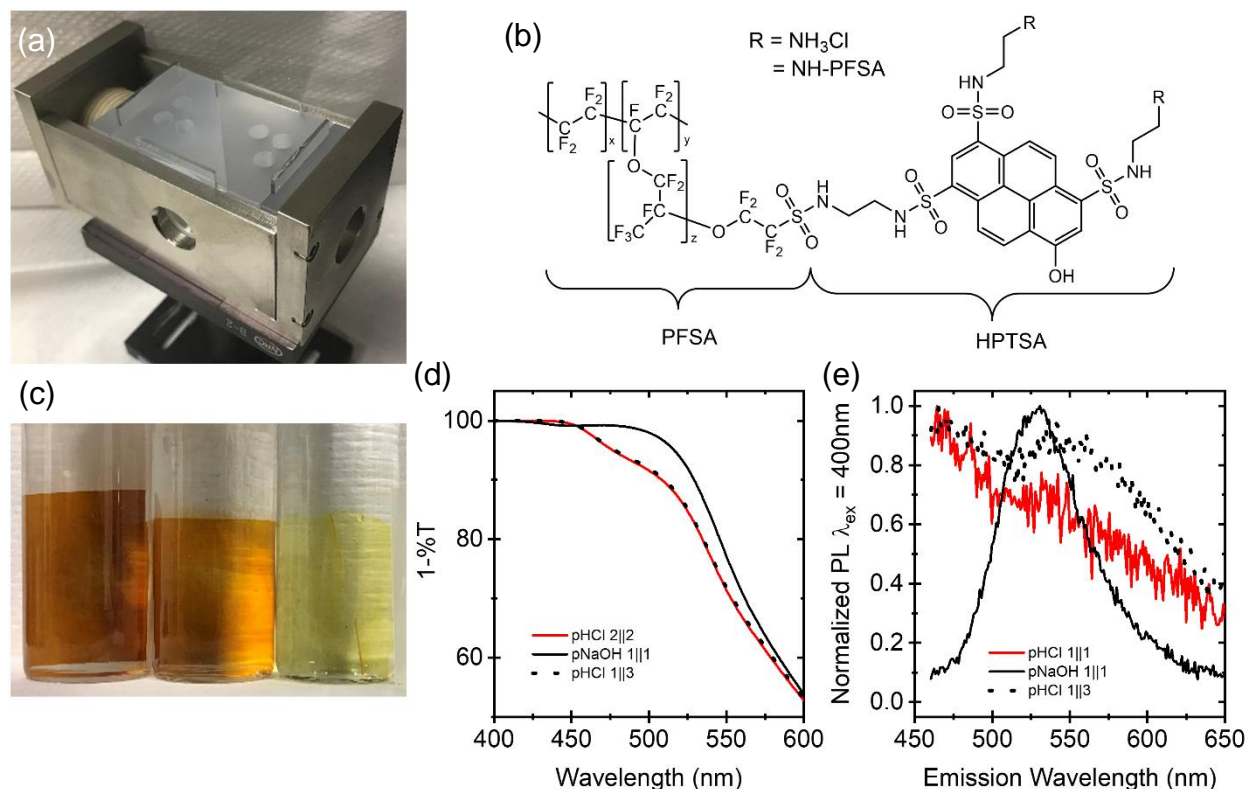 (a)
(b)
R = NH₃Cl
= NH-PFSA
R
R
F₂
F₂
C
C
C
C
F₂
x
F
F₂
y
O
CF₂
FC
F₃C
z
O
F₂
C
C
F₂
S
O
O
H
N
N
H
O
O
S
NH
S
O
O
O
O
S
NH
OH
PFSA
HPTSA
(c)
(d)
1-%T
100
80
60
pHCl 2||2
pNaOH 1||1
pHCl 1||3
400 450 500 550 600
Wavelength (nm)
(e)
Normalized PL λex = 400nm
1.0
0.8
0.6
0.4
0.2
0.0
pHCl 1||1
pNaOH 1||1
pHCl 1||3
450 500 550 600 650
Emission Wavelength (nm)